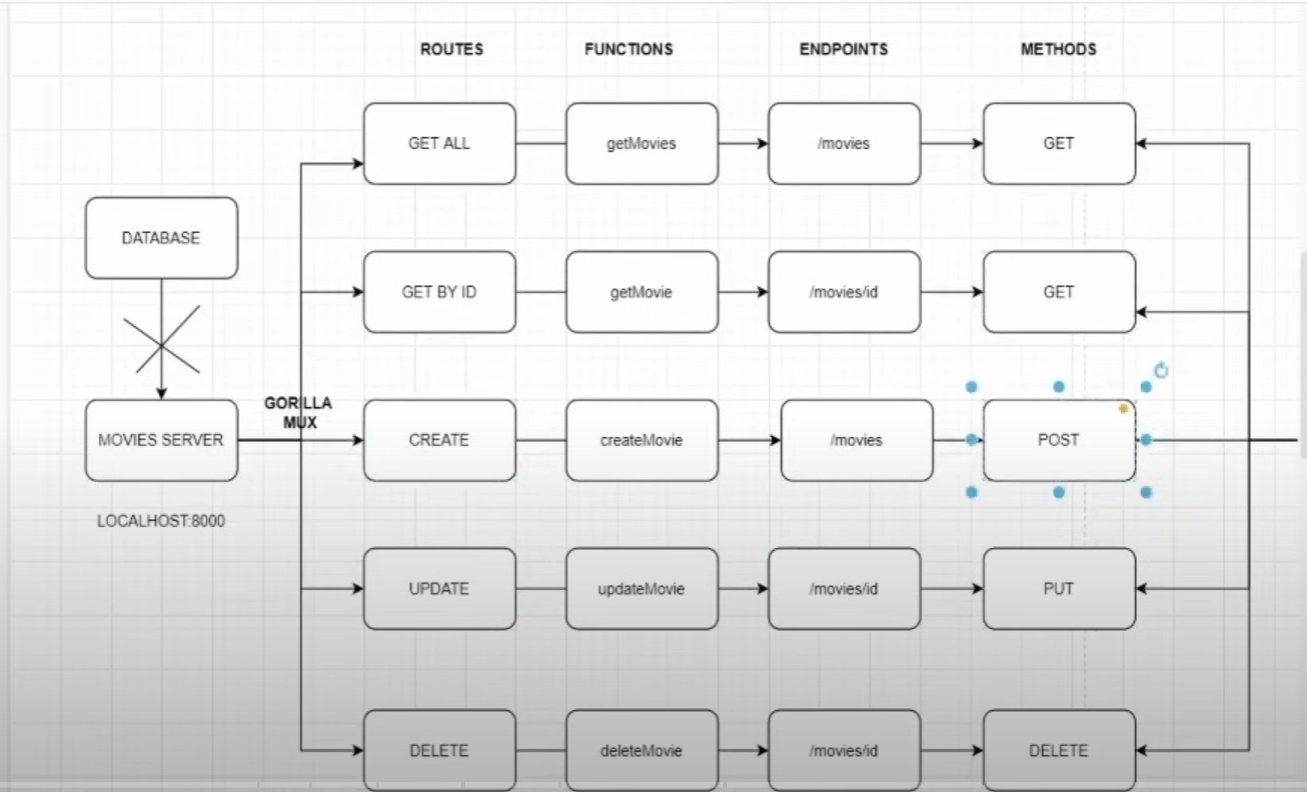 ROUTES FUNCTIONS ENDPOINTS METHODS
GET ALL getMovies /movies GET
DATABASE
GET BY ID getMovie /movies/id GET
GORILLA
MUX
MOVIES SERVER CREATE createMovie /movies POST
LOCALHOST:8000
UPDATE updateMovie /movies/id PUT
DELETE deleteMovie /movies/id DELETE